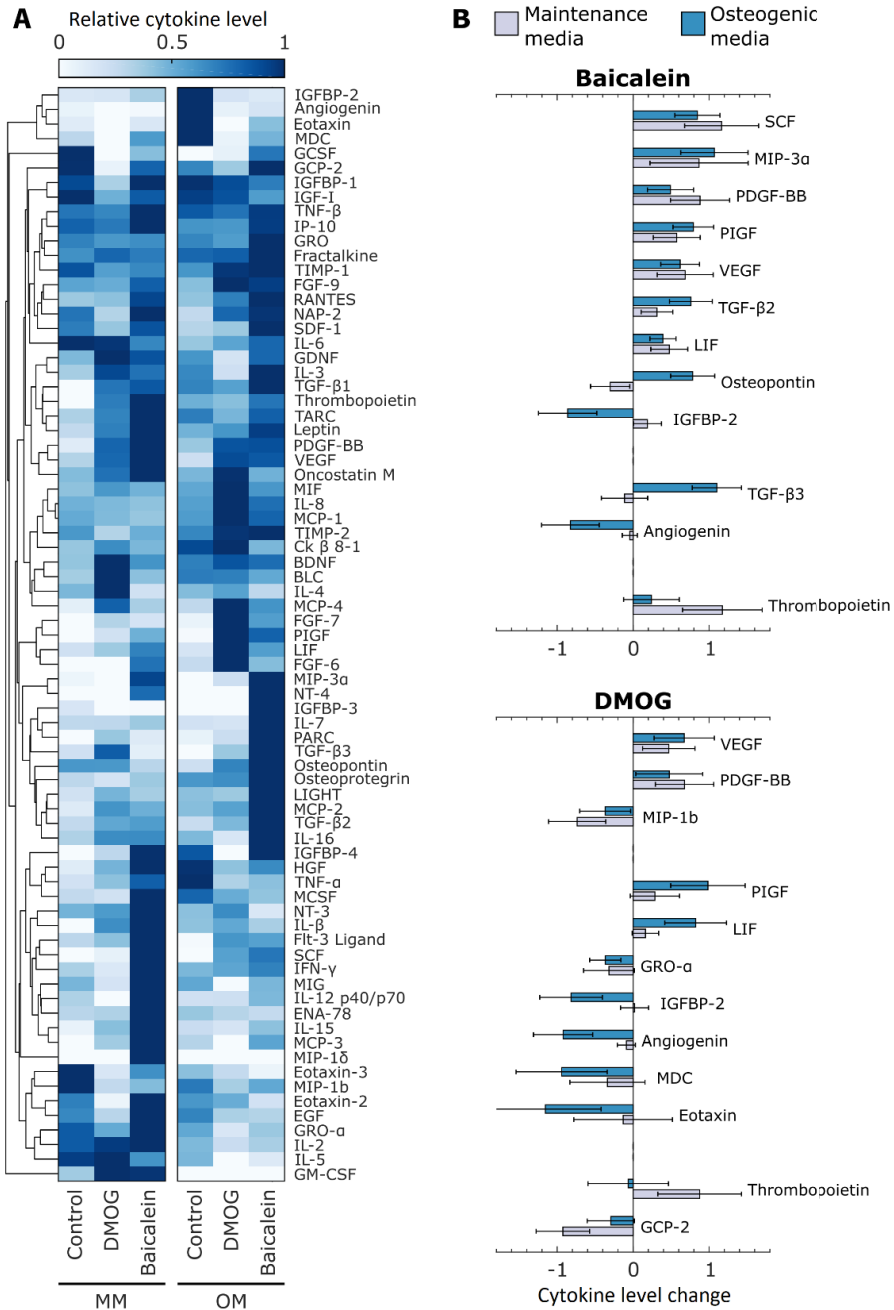 A
Relative cytokine level
0
0.5
1
IGFBP-2
Angiogenin
Eotaxin
MDC
GCSF
GCP-2
IGFBP-1
IGF-I
TNF-β
IP-10
GRO
Fractalkine
TIMP-1
FGF-9
RANTES
NAP-2
SDF-1
IL-6
GDNF
IL-3
TGF-β1
Thrombopoietin
TARC
Leptin
PDGF-BB
VEGF
Oncostatin M
MIF
IL-8
MCP-1
TIMP-2
Ck β 8-1
BDNF
BLC
IL-4
MCP-4
FGF-7
PIGF
LIF
FGF-6
MIP-3α
NT-4
IGFBP-3
IL-7
PARC
TGF-β3
Osteopontin
Osteoprotegrin
LIGHT
MCP-2
TGF-β2
IL-16
IGFBP-4
HGF
TNF-α
MCSF
NT-3
IL-β
Flt-3 Ligand
SCF
IFN-γ
MIG
IL-12 p40/p70
ENA-78
IL-15
MCP-3
MIP-1δ
Eotaxin-3
MIP-1b
Eotaxin-2
EGF
GRO-α
IL-2
IL-5
GM-CSF
Control
DMOG
Baicalein
Control
DMOG
Baicalein
MM
OM
B
Maintenance
media
Osteogenic
media
Baicalein
SCF
MIP-3α
PDGF-BB
PIGF
VEGF
TGF-β2
LIF
Osteopontin
IGFBP-2
TGF-β3
Angiogenin
Thrombopoietin
-1
0
1
DMOG
VEGF
PDGF-BB
MIP-1b
PIGF
LIF
GRO-α
IGFBP-2
Angiogenin
MDC
Eotaxin
Thrombopoietin
GCP-2
-1
0
1
Cytokine level change